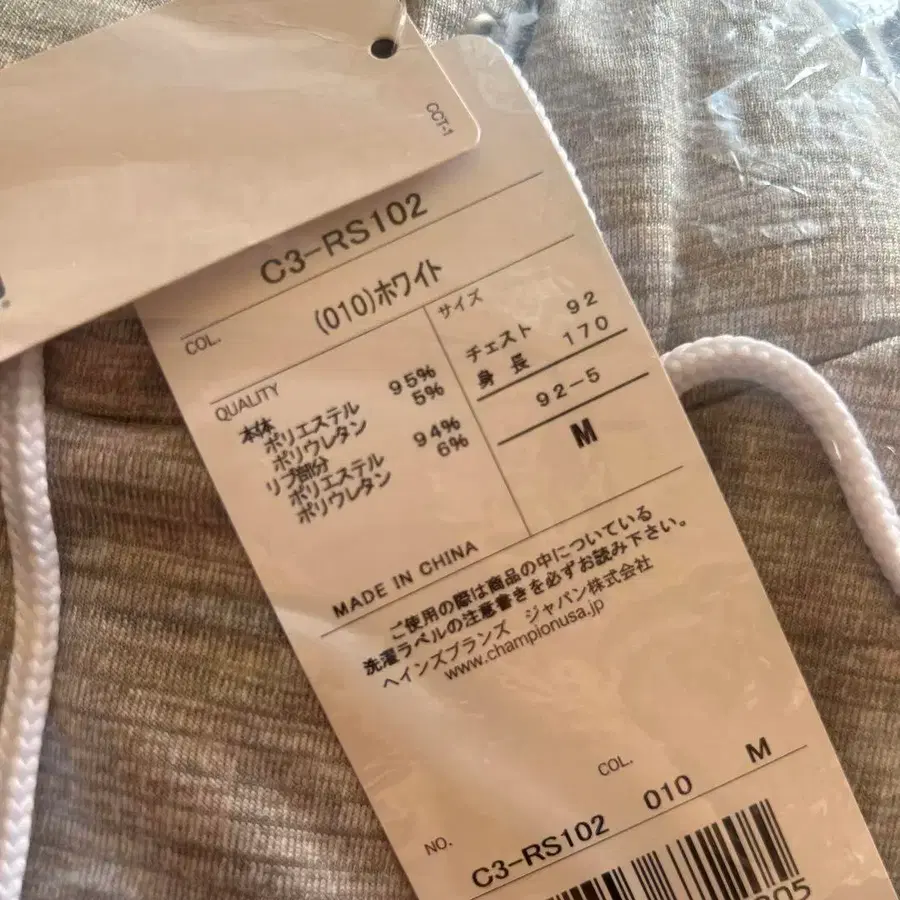 CCT-1
C3-RS102
COL.
(010)ホワイト
QUALITY
本体
ポリエステル 95%
ポリウレタン 5%
リブ部分
ポリエステル 94%
ポリウレタン 6%
サイズ
チェスト 92
身長 170
92-5
M
MADE IN CHINA
ご使用の際は商品の中についている
洗濯ラベルの注意書きを必ずお読み下さい。
ヘインズブランズ ジャパン株式会社
www.championusa.jp
COL.
NO.
C3-RS102 010 M